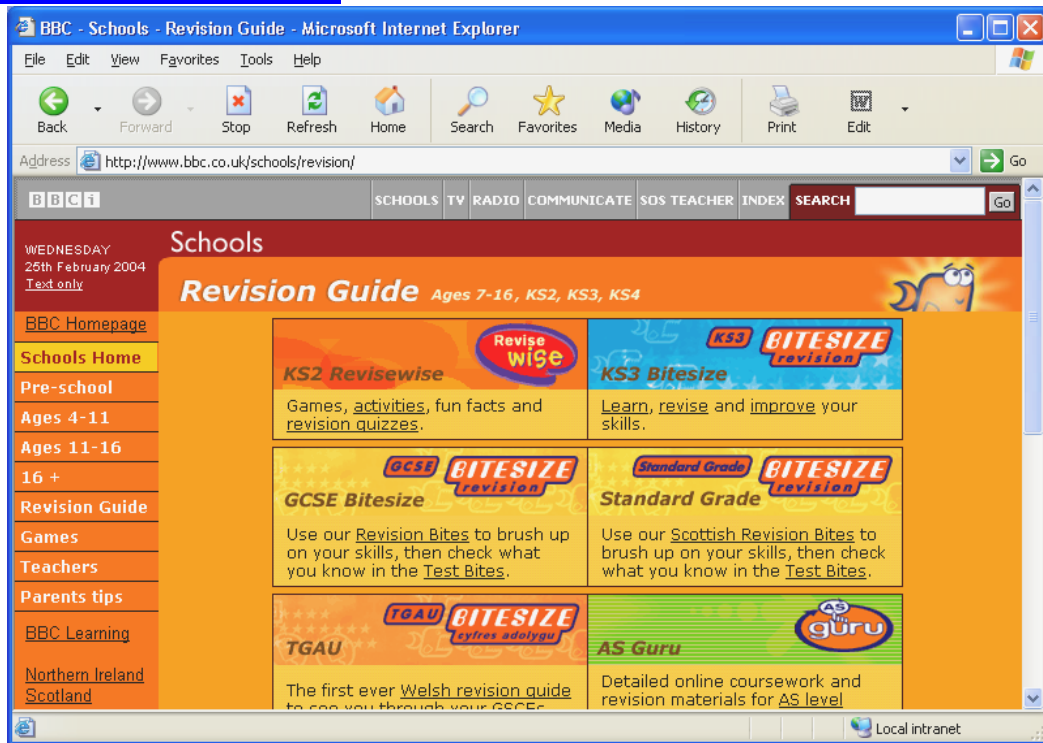 BBC - Schools - Revision Guide - Microsoft Internet Explorer
File Edit View Favorites Tools Help
Back Forward Stop Refresh Home Search Favorites Media History Print Edit
Address http://www.bbc.co.uk/schools/revision/ Go
BBCi SCHOOLS TV RADIO COMMUNICATE SOS TEACHER INDEX SEARCH Go
WEDNESDAY
25th February 2004
Text only
Schools
Revision Guide Ages 7-16, KS2, KS3, KS4
BBC Homepage
Schools Home
Pre-school
Ages 4-11
Ages 11-16
16 +
Revision Guide
Games
Teachers
Parents tips
BBC Learning
Northern Ireland
Scotland
Revise
wise
KS2 Revisewise
Games, activities, fun facts and
revision quizzes.
KS3 BITESIZE
revision
KS3 Bitesize
Learn, revise and improve your
skills.
GCSE BITESIZE
revision
GCSE Bitesize
Use our Revision Bites to brush up
on your skills, then check what
you know in the Test Bites.
Standard Grade BITESIZE
revision
Standard Grade
Use our Scottish Revision Bites to
brush up on your skills, then check
what you know in the Test Bites.
TGAU BITESIZE
cyfres adolygu
TGAU
The first ever Welsh revision guide
to see you through your GSCEs
AS
guru
AS Guru
Detailed online coursework and
revision materials for AS level
Local intranet